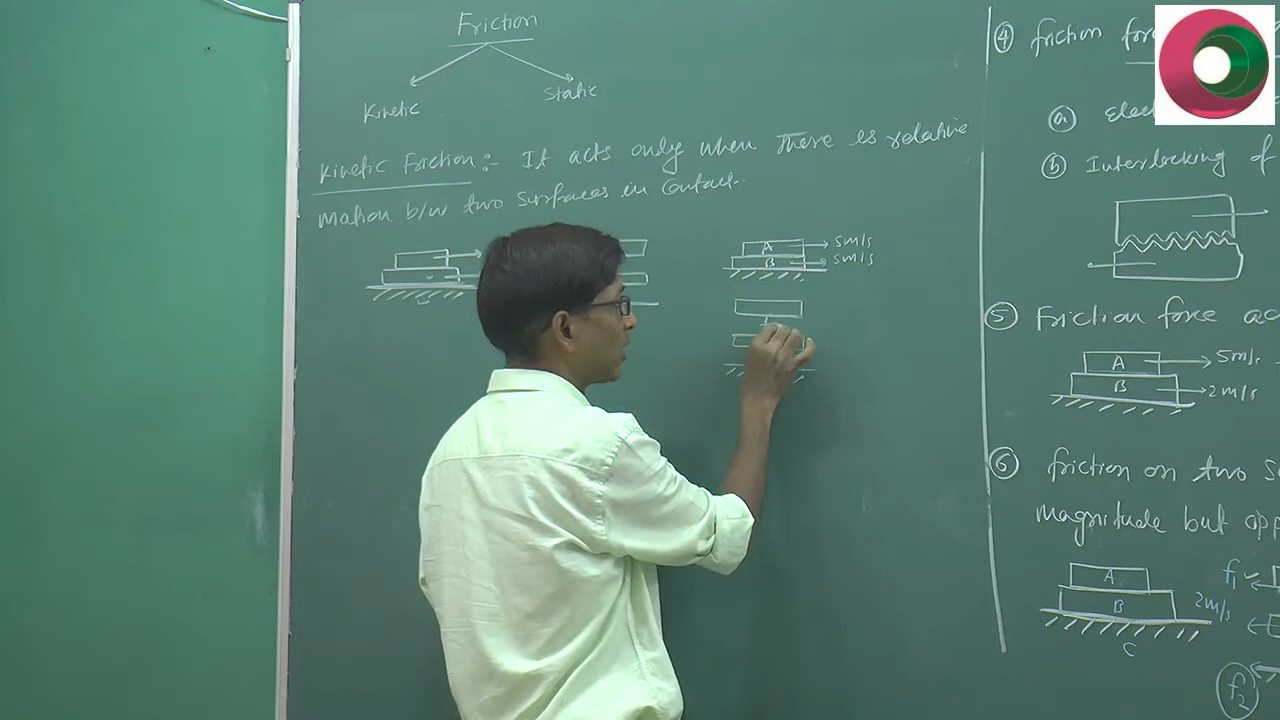 Friction
Kinetic
Static
Kinetic Friction :- It acts only when There is relative
Motion b/w two Surfaces in Contact.
A 5m/s
B 5m/s
④ friction
ⓐ
ⓑ Interlocking of
⑤ Friction force
A 5m/s
B 2m/s
⑥ friction on two
magnitude but
A
B 2m/s
C
f₁
f₂